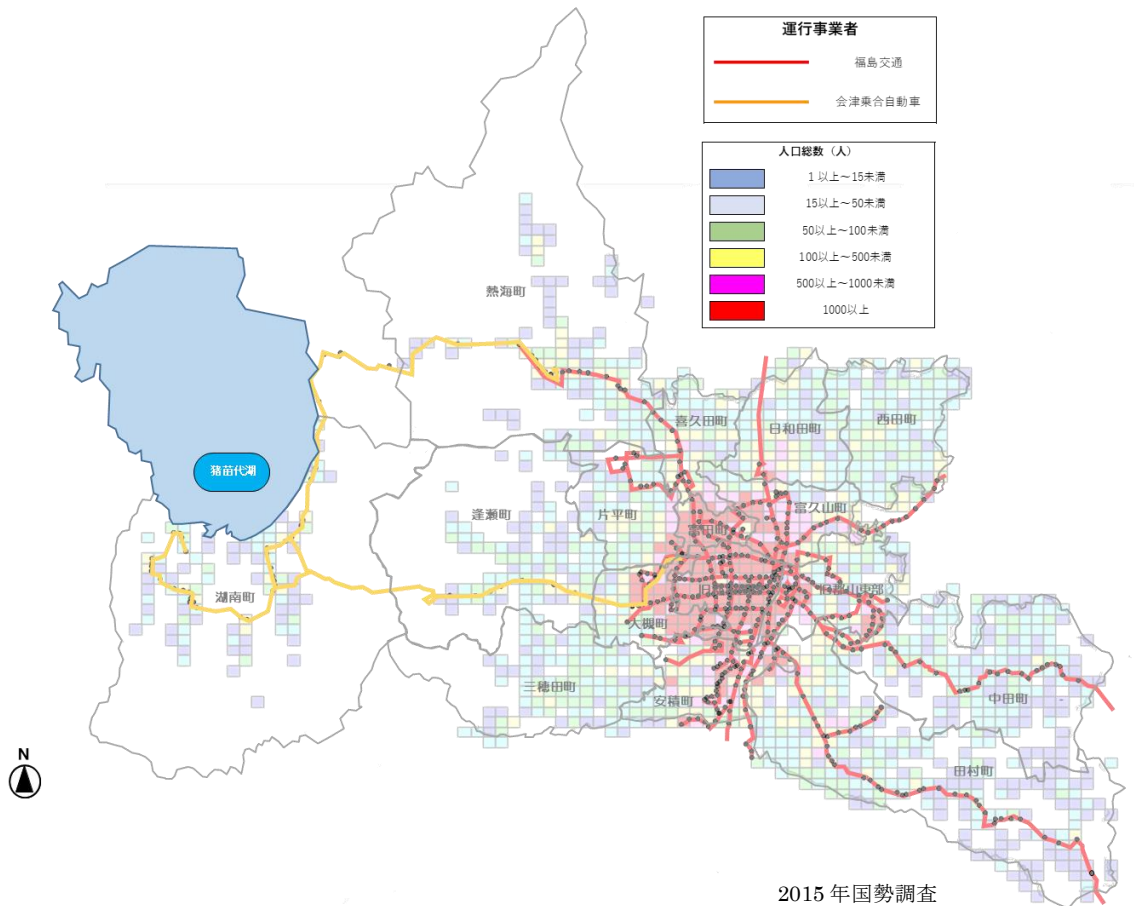 運行事業者
福島交通
会津乗合自動車
人口総数（人）
1 以上～15未満
15以上～50未満
50以上～100未満
100以上～500未満
500以上～1000未満
1000以上
熱海町
喜久田町
日和田町
西田町
猪苗代湖
逢瀬町
片平町
富田町
富久山町
湖南町
大槻町
三穂田町
安積町
中田町
田村町
N
2015 年国勢調査